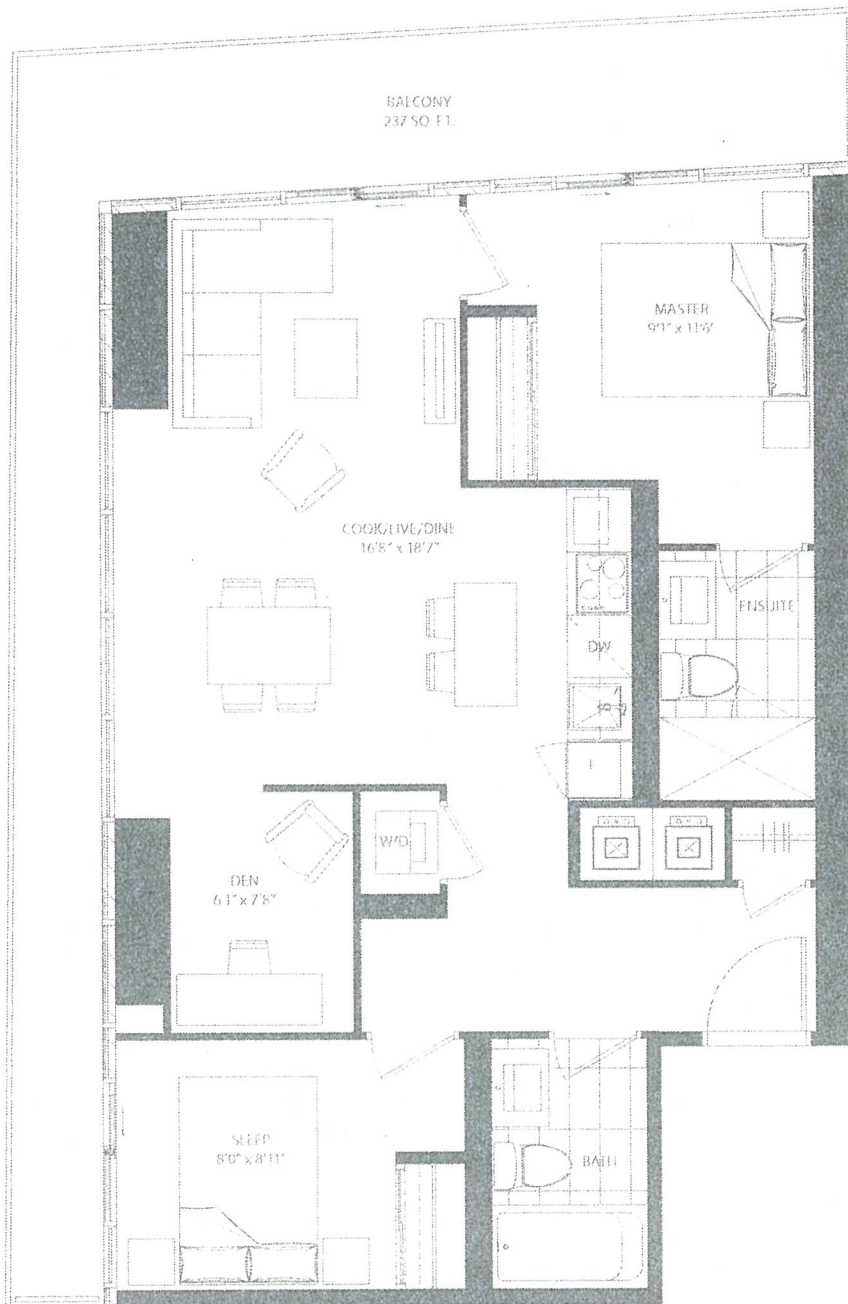 BALCONY
237 SQ. FT.
MASTER
9'1" x 11'6"
COOK/LIVE/DINE
16'8" x 18'7"
ENSUITE
DW
W/D
DEN
6'1" x 7'8"
SLEEP
8'0" x 8'11"
BATH